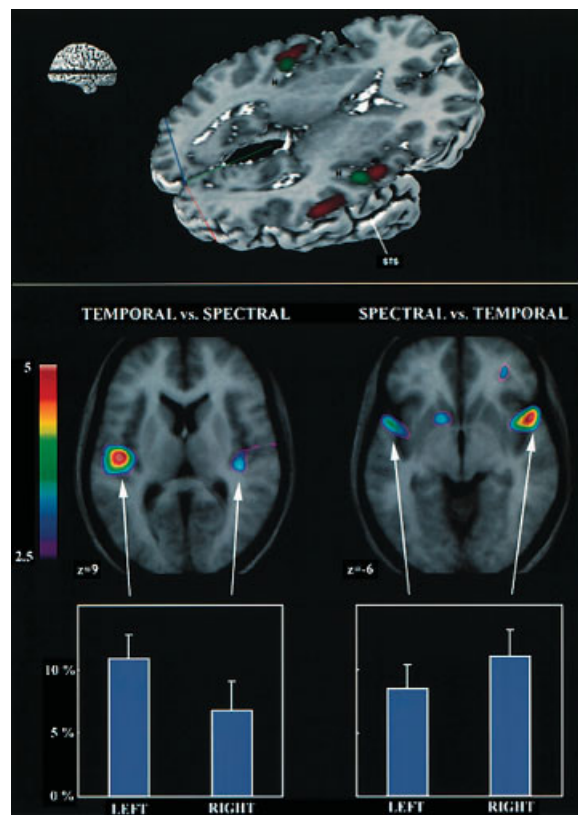 H
H
STS
TEMPORAL vs. SPECTRAL
SPECTRAL vs. TEMPORAL
5
2.5
z=9
z=-6
10 %
5%
0 %
LEFT
RIGHT
LEFT
RIGHT